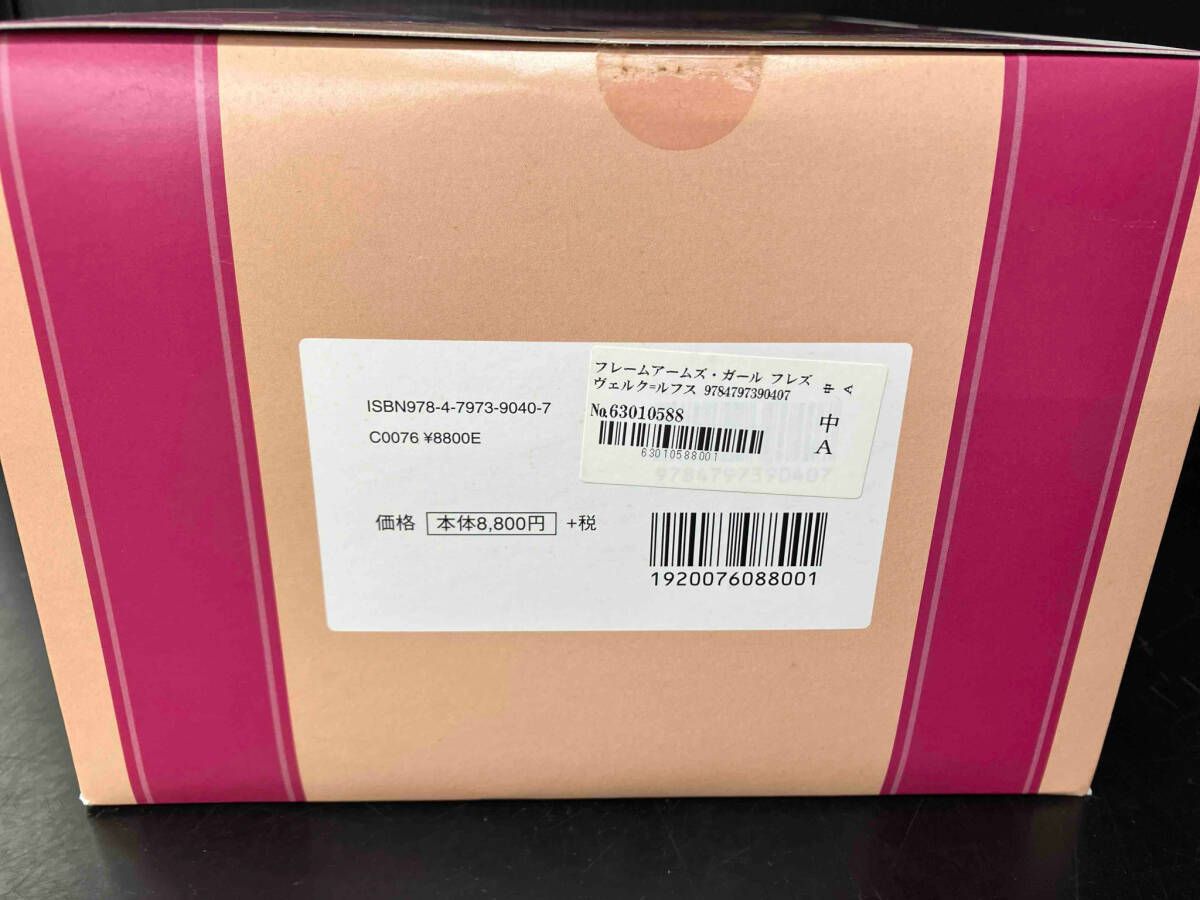 フレームアームズ・ガール フレズ
ヴェルク=ルフス 9784797390407
中 A
№63010588
63010588001
中
A
9784797390407
ISBN978-4-7973-9040-7
C0076 ¥8800E
価格 本体8,800円 +税
1920076088001